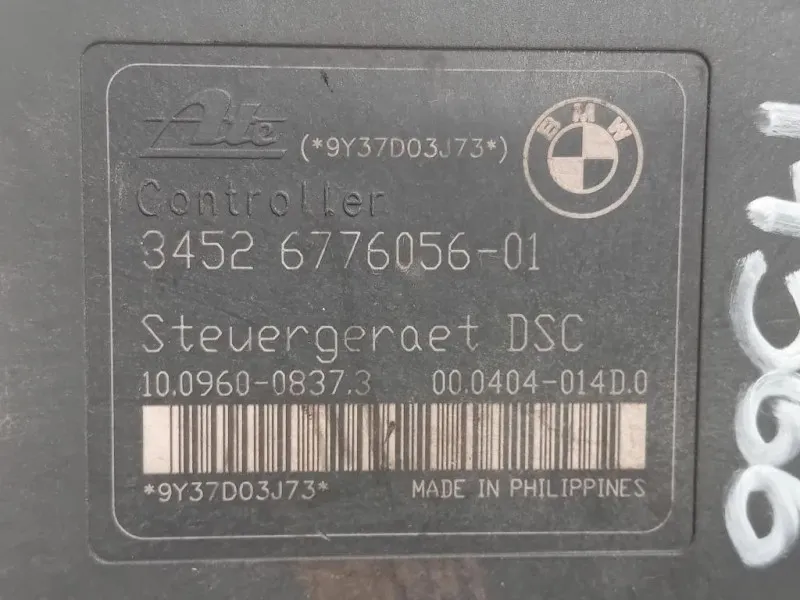 Ate (*9Y37D03J73*)
BMW
Controller
3452 6776056-01
Steuergeraet DSC
10.0960-0837.3 00.0404-014D.0
*9Y37D03J73*
MADE IN PHILIPPINES